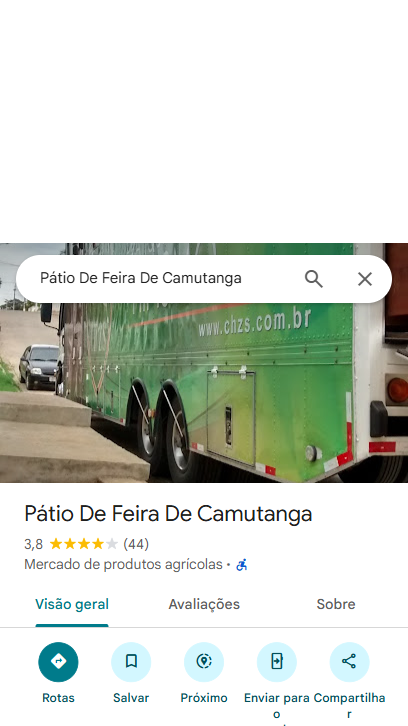 Pátio De Feira De Camutanga
www.chzs.com.br
Pátio De Feira De Camutanga
3,8 (44)
Mercado de produtos agrícolas ·
Visão geral Avaliações Sobre
Rotas Salvar Próximo Enviar para o Compartilhar